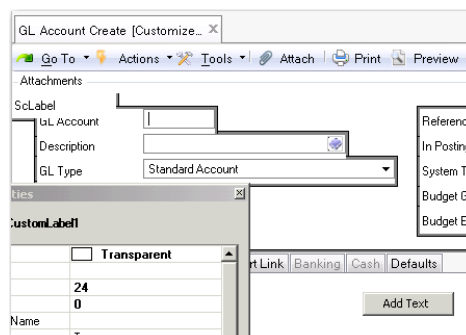 GL Account Create [Customize...
Go To Actions Tools Attach Print Preview
Attachments
ScLabel
GL Account
Description
GL Type Standard Account
Referenc
In Posting
System T
Budget G
Budget E
ties
CustomLabel1
Transparent
24
0
Name
rt Link Banking Cash Defaults
Add Text